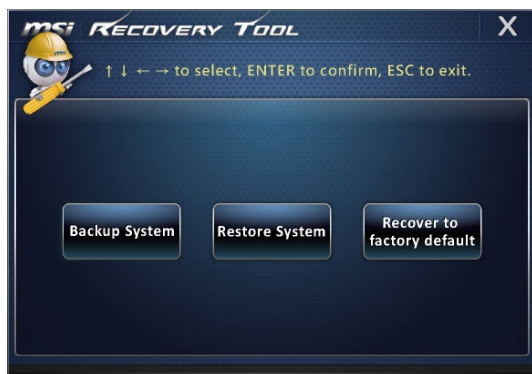 msi RECOVERY TOOL X
↑ ↓ ← → to select, ENTER to confirm, ESC to exit.
Backup System
Restore System
Recover to
factory default